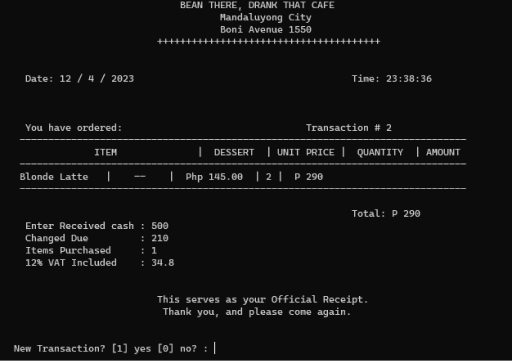 BEAN THERE, DRANK THAT CAFE
Mandaluyong City
Boni Avenue 1550
++++++++++++++++++++++++++++++++++++++
Date: 12 / 4 / 2023 Time: 23:38:36
You have ordered: Transaction # 2
ITEM | DESSERT | UNIT PRICE | QUANTITY | AMOUNT
Blonde Latte | —— | Php 145.00 | 2 | P 290
Total: P 290
Enter Received cash : 500
Changed Due : 210
Items Purchased : 1
12% VAT Included : 34.8
This serves as your Official Receipt.
Thank you, and please come again.
New Transaction? [1] yes [0] no? :